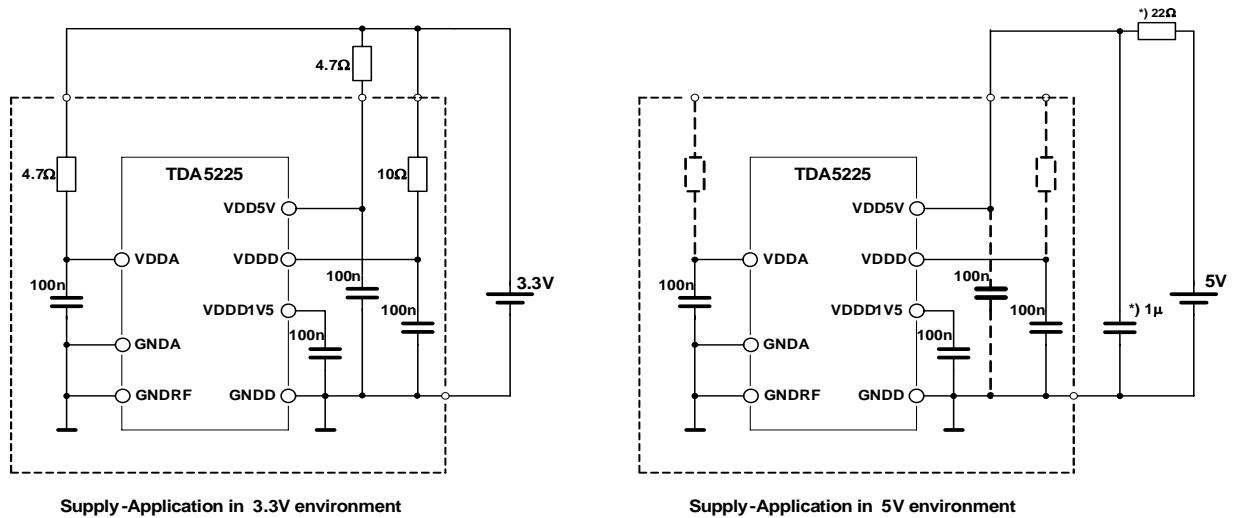 4.7Ω
4.7Ω
10Ω
TDA5225
VDD5V
VDDA
VDDD
100n
100n
3.3V
VDDD1V5
100n
100n
GNDA
GNDRF
GNDD
Supply-Application in 3.3V environment
*) 22Ω
TDA5225
VDD5V
VDDA
VDDD
100n
100n
5V
VDDD1V5
100n
*) 1µ
100n
GNDA
GNDRF
GNDD
Supply-Application in 5V environment